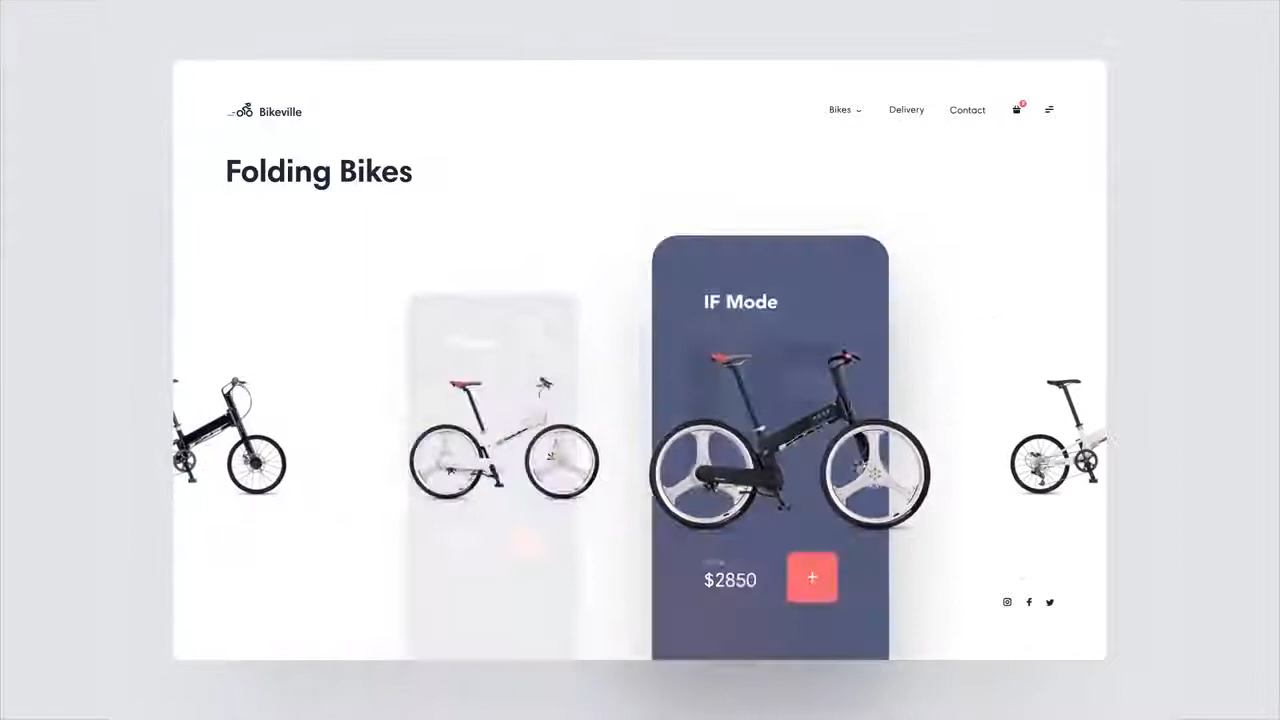 Bikeville
Bikes
Delivery
Contact
Folding Bikes
IF Mode
$2850
+